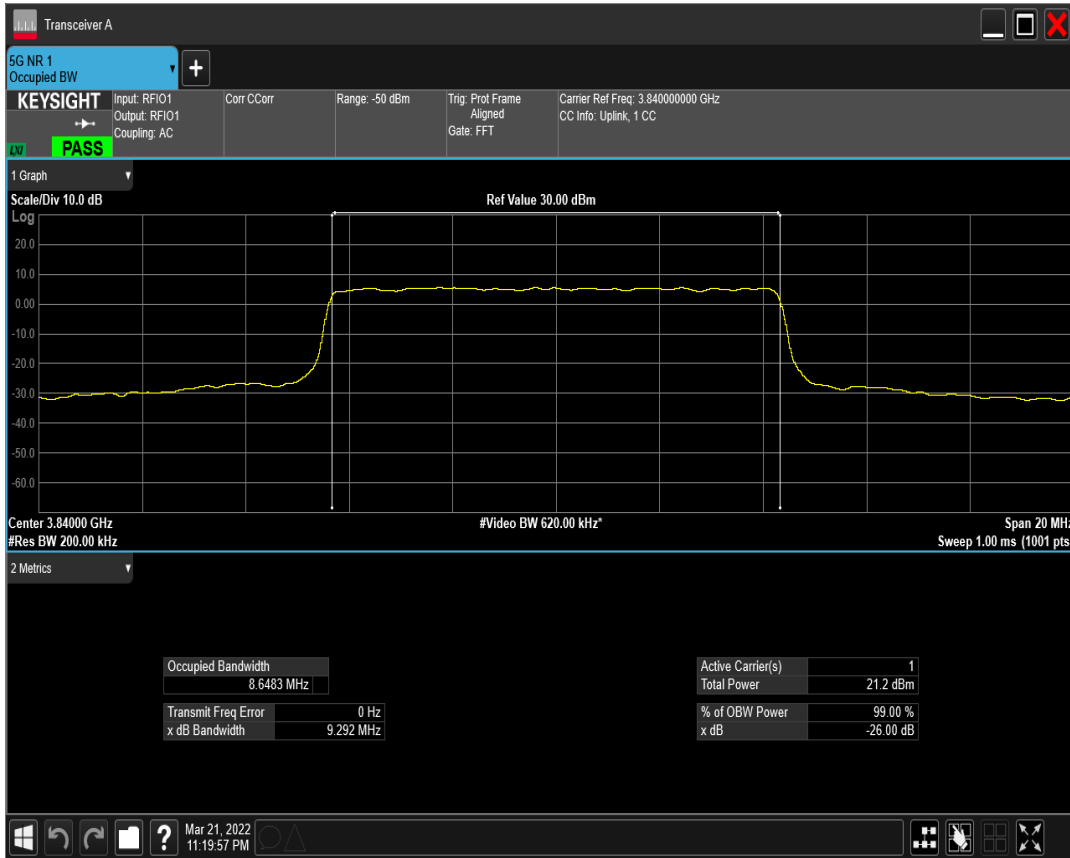 Transceiver A
5G NR 1
Occupied BW
KEYSIGHT
LXI
PASS
Input: RFIO1
Output: RFIO1
Coupling: AC
Corr CCorr
Range: -50 dBm
Trig: Prot Frame
Aligned
Gate: FFT
Carrier Ref Freq: 3.840000000 GHz
CC Info: Uplink, 1 CC
1 Graph
Scale/Div 10.0 dB
Ref Value 30.00 dBm
Log
20.0
10.0
0.00
-10.0
-20.0
-30.0
-40.0
-50.0
-60.0
Center 3.84000 GHz
#Video BW 620.00 kHz*
Span 20 MHz
#Res BW 200.00 kHz
Sweep 1.00 ms (1001 pts
2 Metrics
Occupied Bandwidth
8.6483 MHz
Transmit Freq Error 0 Hz
x dB Bandwidth 9.292 MHz
Active Carrier(s) 1
Total Power 21.2 dBm
% of OBW Power 99.00 %
x dB -26.00 dB
?
Mar 21, 2022
11:19:57 PM